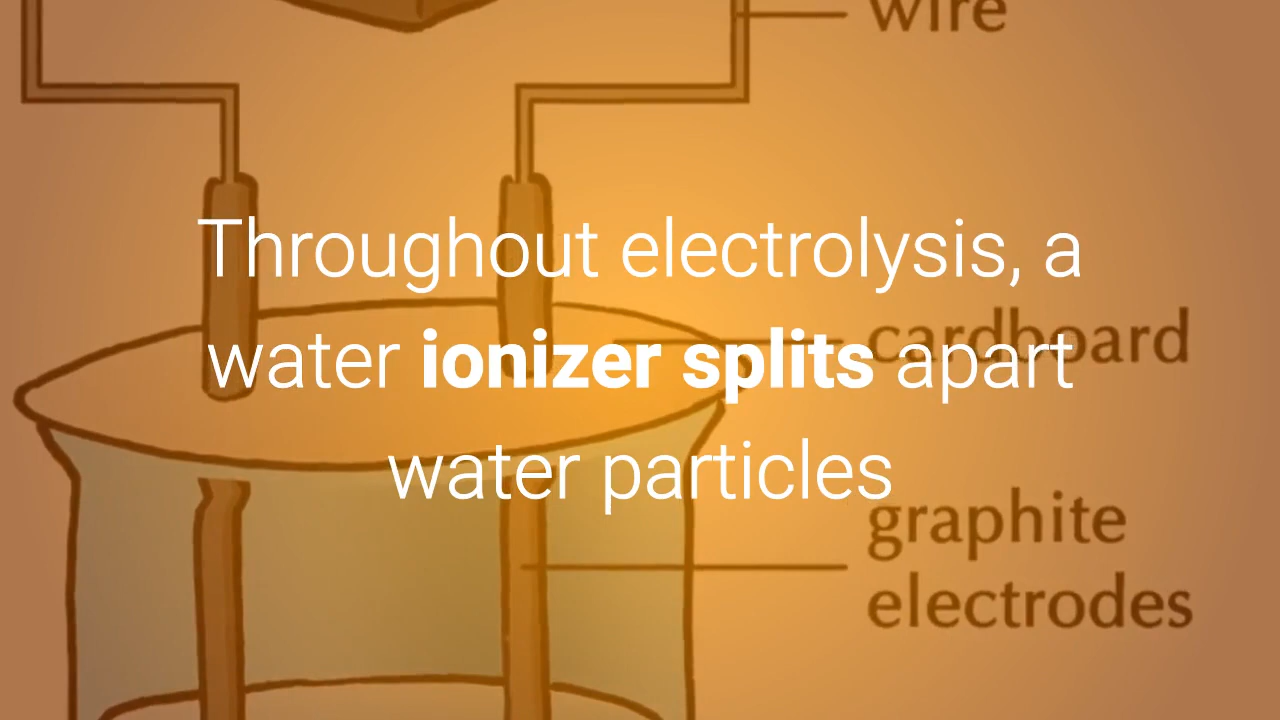 wire
Throughout electrolysis, a
water ionizer splits apart
cardboard
water particles
graphite
electrodes